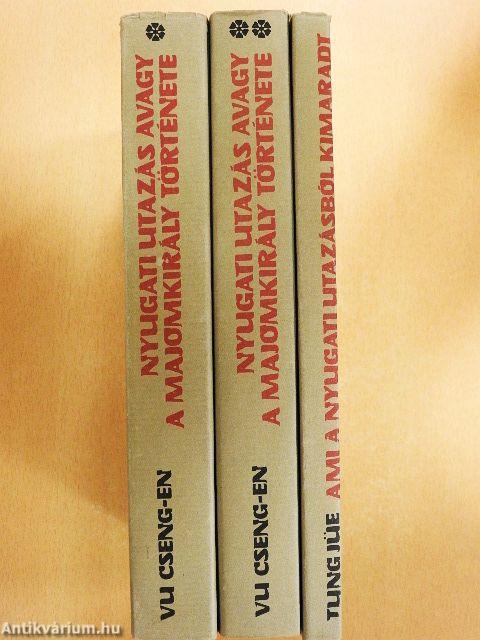 VU CSENG-EN
NYUGATI UTAZÁS AVAGY
A MAJOMKIRÁLY TÖRTÉNETE
VU CSENG-EN
NYUGATI UTAZÁS AVAGY
A MAJOMKIRÁLY TÖRTÉNETE
TUNG JÜE AMI A NYUGATI UTAZÁSBÓL KIMARADT
Antikvárium.hu